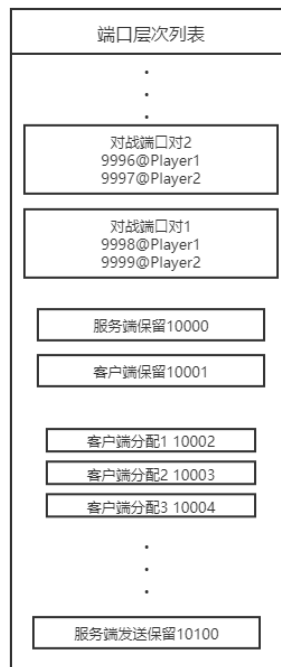 端口层次列表
对战端口对2
9996@Player1
9997@Player2
对战端口对1
9998@Player1
9999@Player2
服务端保留10000
客户端保留10001
客户端分配1 10002
客户端分配2 10003
客户端分配3 10004
服务端发送保留10100